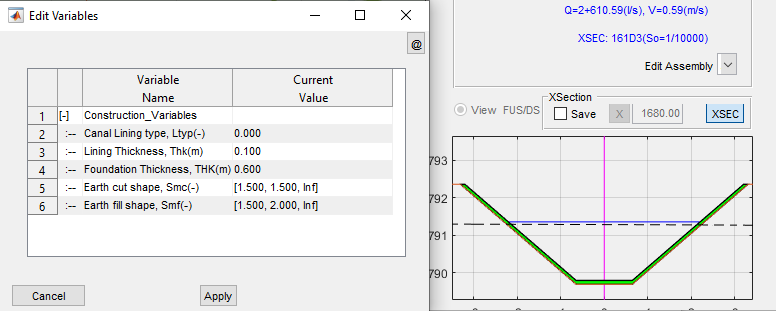 Edit Variables
@
Variable Name
Current Value
1 [-] Construction_Variables
2 :-- Canal Lining type, Ltyp(-) 0.000
3 :-- Lining Thickness, Thk(m) 0.100
4 :-- Foundation Thickness, THK(m) 0.600
5 :-- Earth cut shape, Smc(-) [1.500, 1.500, Inf]
6 :-- Earth fill shape, Smf(-) [1.500, 2.000, Inf]
Cancel
Apply
Q=2+610.59(l/s), V=0.59(m/s)
XSEC: 161D3(So=1/10000)
Edit Assembly
View FUS/DS
XSection
Save
X
1680.00
XSEC
793
792
791
790